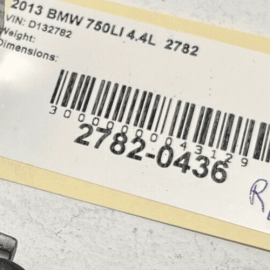 2013 BMW 750LI 4.4L 2782
VIN: D132782
Weight:
Dimensions:
3000000043129
2782-0436